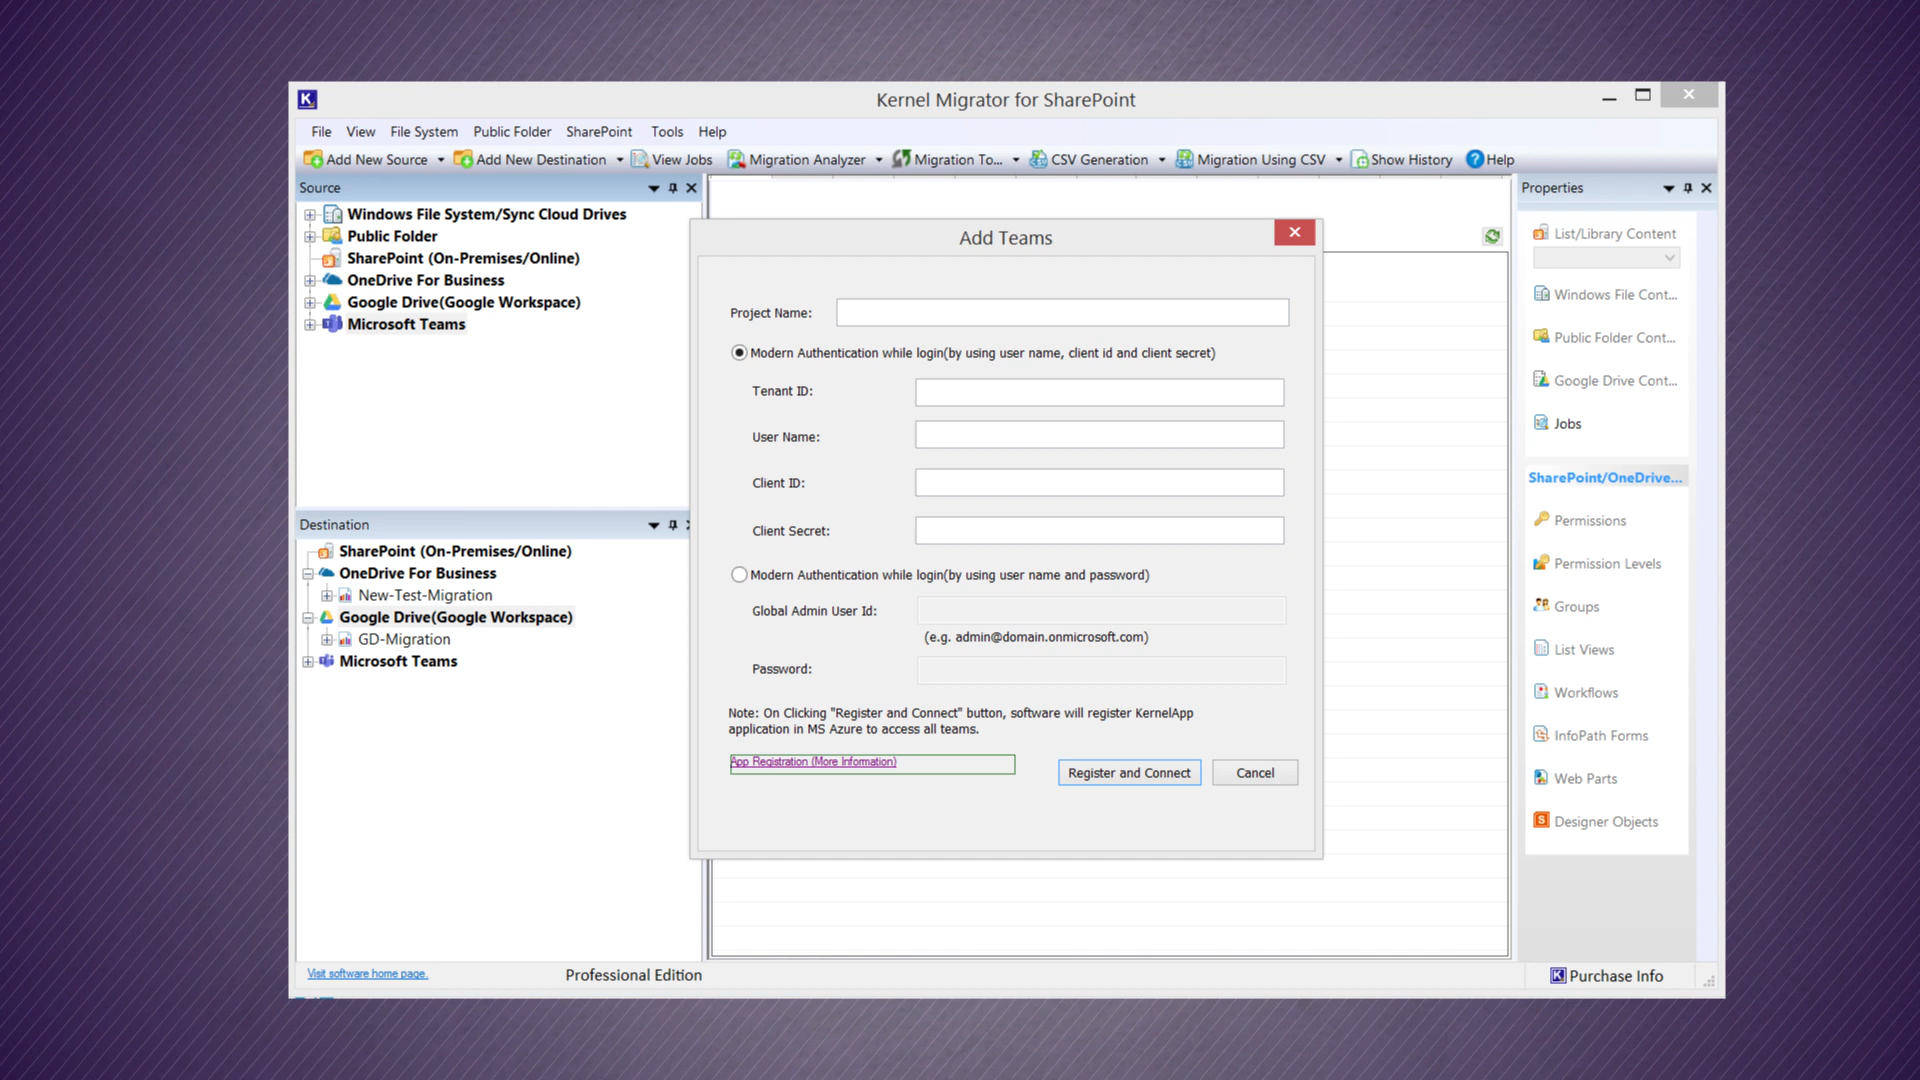 Kernel Migrator for SharePoint
File View File System Public Folder SharePoint Tools Help
Add New Source Add New Destination View Jobs Migration Analyzer Migration To... CSV Generation Migration Using CSV Show History Help
Source
Windows File System/Sync Cloud Drives
Public Folder
SharePoint (On-Premises/Online)
OneDrive For Business
Google Drive(Google Workspace)
Microsoft Teams
Destination
SharePoint (On-Premises/Online)
OneDrive For Business
New-Test-Migration
Google Drive(Google Workspace)
GD-Migration
Microsoft Teams
Add Teams
Project Name:
Modern Authentication while login(by using user name, client id and client secret)
Tenant ID:
User Name:
Client ID:
Client Secret:
Modern Authentication while login(by using user name and password)
Global Admin User Id:
(e.g. admin@domain.onmicrosoft.com)
Password:
Note: On Clicking "Register and Connect" button, software will register KernelApp
application in MS Azure to access all teams.
App Registration (More Information)
Register and Connect
Cancel
Properties
List/Library Content
Windows File Cont...
Public Folder Cont...
Google Drive Cont...
Jobs
SharePoint/OneDrive...
Permissions
Permission Levels
Groups
List Views
Workflows
InfoPath Forms
Web Parts
Designer Objects
Visit software home page.
Professional Edition
Purchase Info